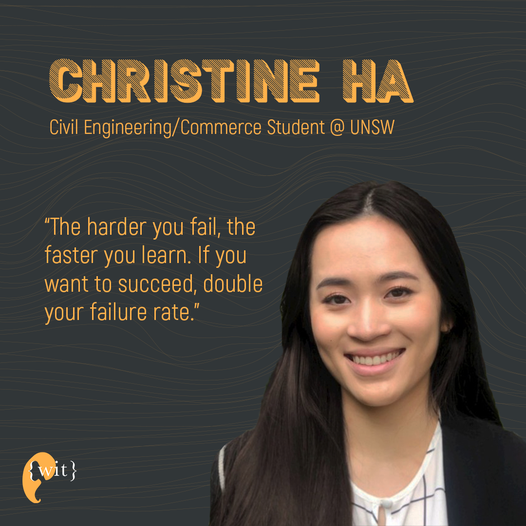 CHRISTINE HA
Civil Engineering/Commerce Student @ UNSW
“The harder you fail, the
faster you learn. If you
want to succeed, double
your failure rate.”
{wit}